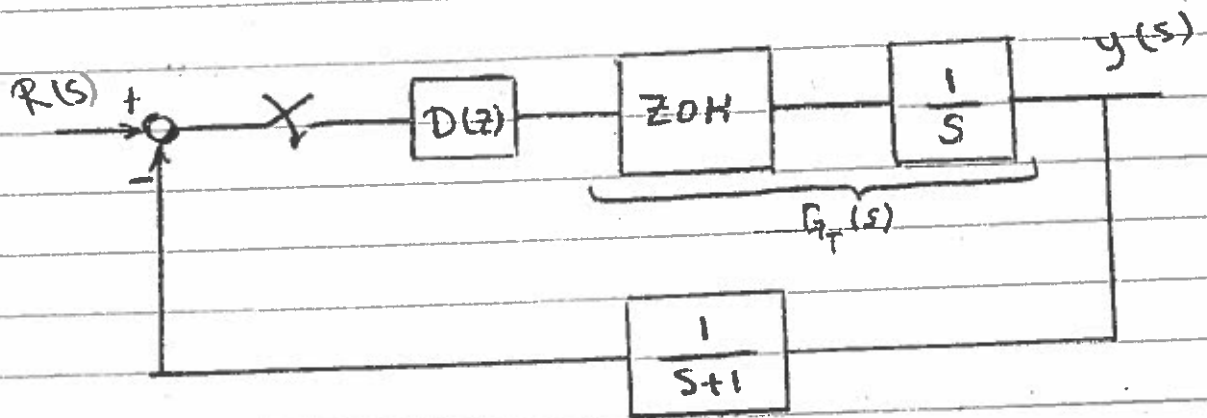 R(S) + D(Z) ZOH 1/S y(s)
-
G_T(s)
1/S+1